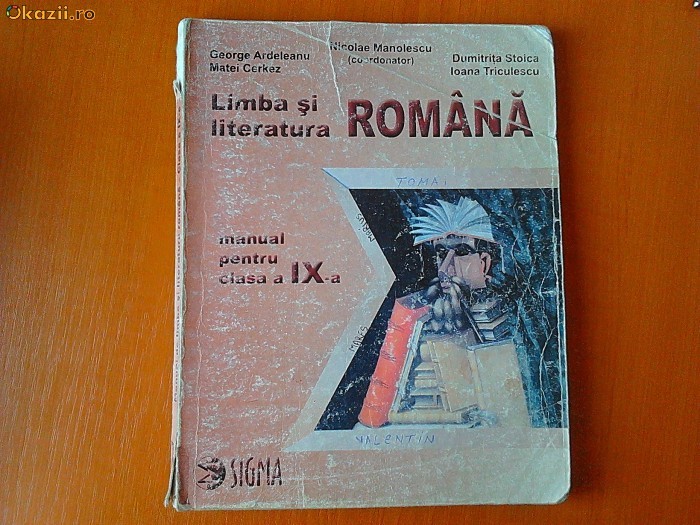 Okazii.ro
Nicolae Manolescu
(coordonator)
George Ardeleanu
Matei Cerkez
Dumitrița Stoica
Ioana Triculescu
Limba și
literatura
ROMÂNĂ
TOMA
MARIUS
manual
pentru
clasa a IX-a
VALENTIN
SIGMA